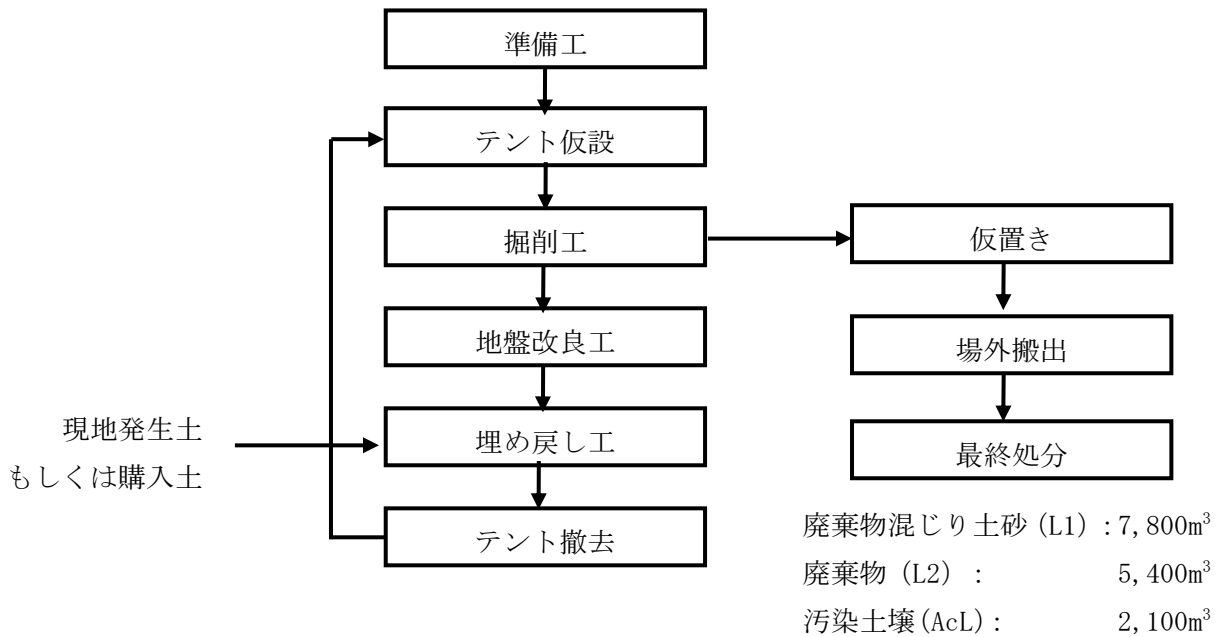 準備工
テント仮設
掘削工
仮置き
地盤改良工
場外搬出
現地発生土
もしくは購入土
埋め戻し工
最終処分
テント撤去
廃棄物混じり土砂(L1):7,800m³
廃棄物(L2): 5,400m³
汚染土壌(AcL): 2,100m³